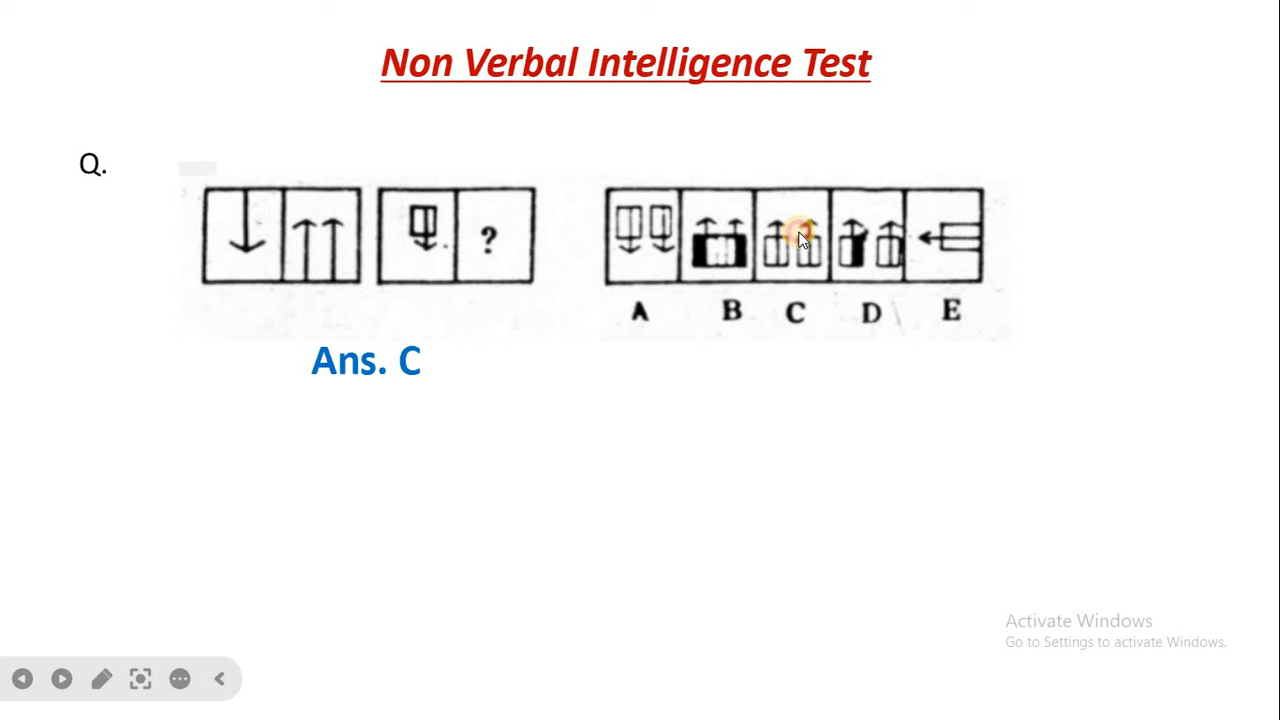 Non Verbal Intelligence Test
Q.
?
A B C D E
Ans. C
Activate Windows
Go to Settings to activate Windows.